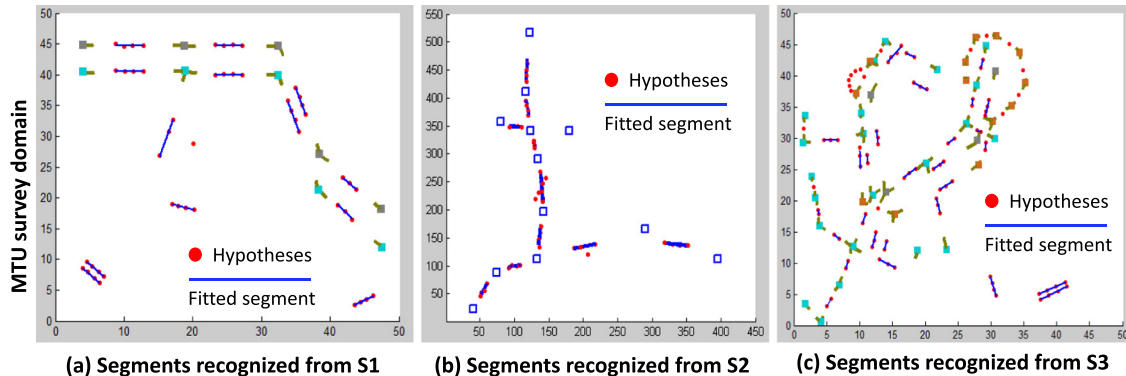 MTU survey domain
50
45
40
35
30
25
20
15
10
5
0
0 10 20 30 40 50
Hypotheses
Fitted segment
(a) Segments recognized from S1
550
500
450
400
350
300
250
200
150
100
50
50 100 150 200 250 300 350 400 450
Hypotheses
Fitted segment
(b) Segments recognized from S2
50
45
40
35
30
25
20
15
10
5
0
0 5 10 15 20 25 30 35 40 45 50
Hypotheses
Fitted segment
(c) Segments recognized from S3